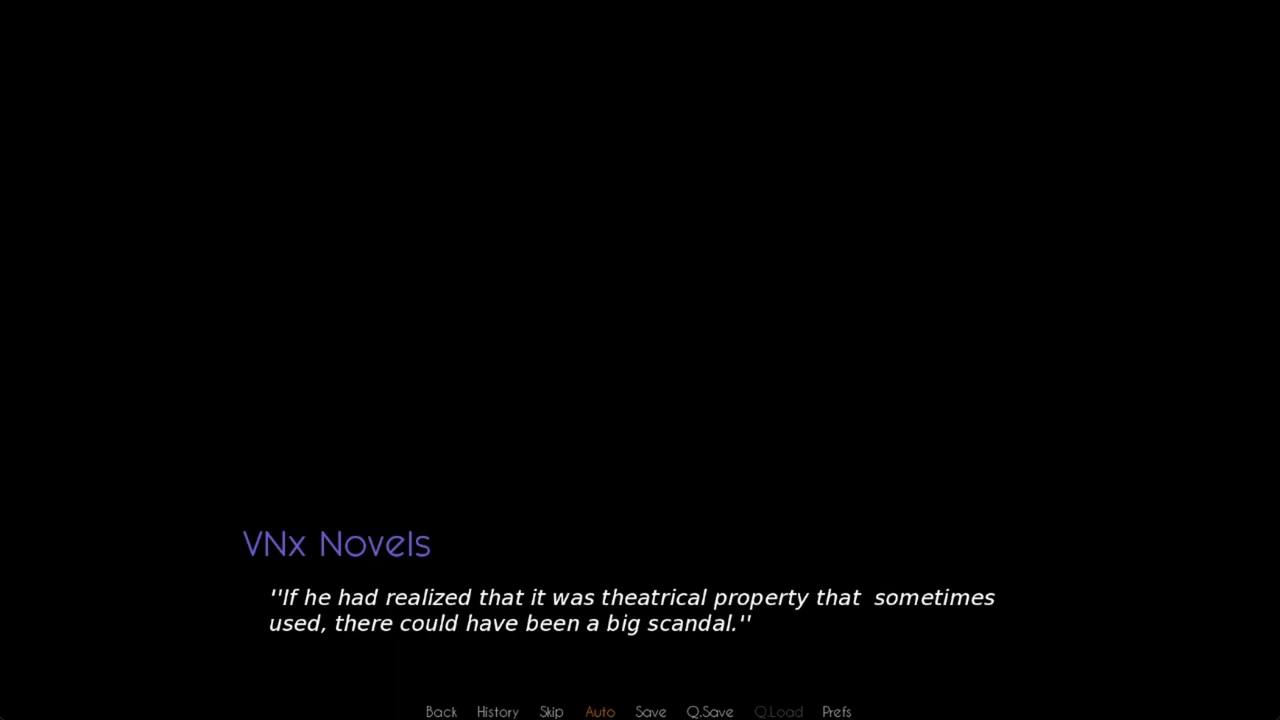 VNx Novels
''If he had realized that it was theatrical property that  sometimes
used, there could have been a big scandal.''
Back History Skip Auto Save Q.Save Q.Load Prefs